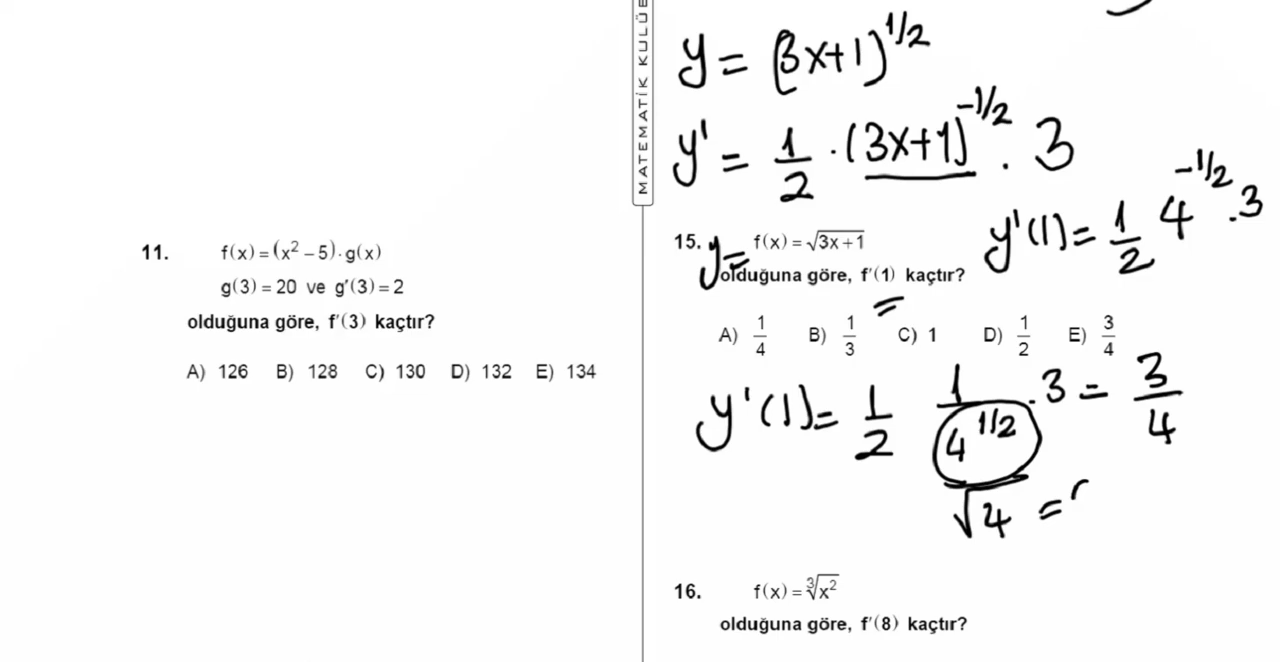 MATEMATİK KULÜB
11. f(x) = (x² − 5) · g(x)
g(3) = 20 ve g'(3) = 2
olduğuna göre, f'(3) kaçtır?
A) 126 B) 128 C) 130 D) 132 E) 134
y = (3x+1)^1/2
y' = 1/2 · (3x+1)^-1/2 · 3
y'(1) = 1/2 4^-1/2 · 3
15. f(x) = √(3x+1)
y =
olduğuna göre, f'(1) kaçtır?
=
A) 1/4 B) 1/3 C) 1 D) 1/2 E) 3/4
y'(1) = 1/2 1/4^1/2 · 3 = 3/4
√4 =
16. f(x) = ∛x²
olduğuna göre, f'(8) kaçtır?